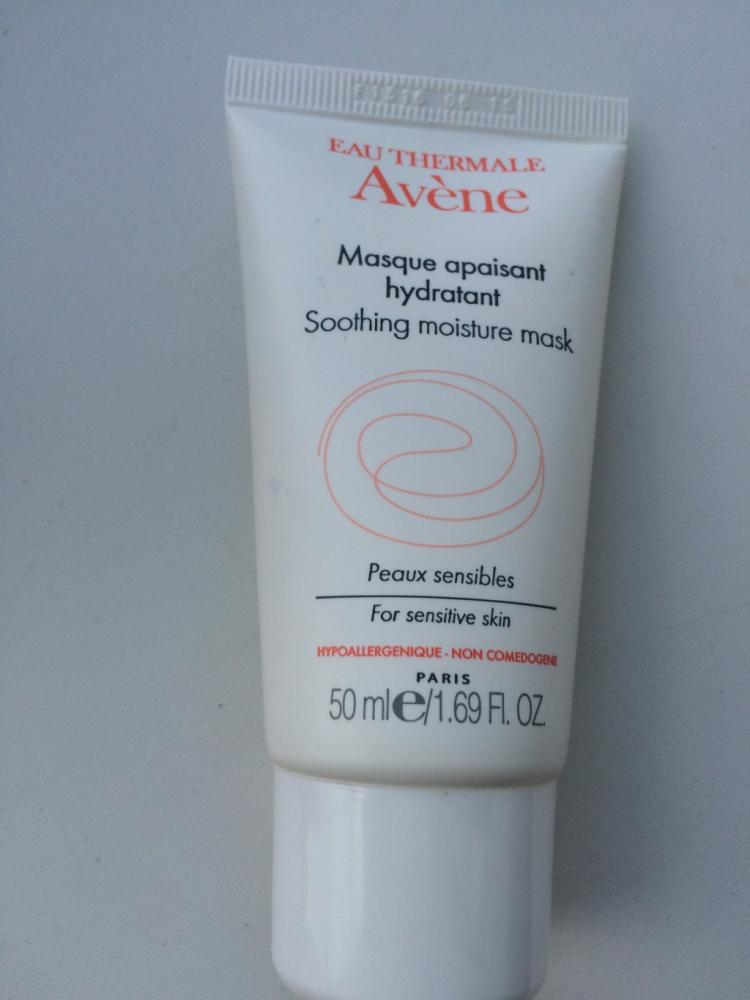 EAU THERMALE
Avène
Masque apaisant
hydratant
Soothing moisture mask
Peaux sensibles
For sensitive skin
HYPOALLERGENIQUE - NON COMEDOGENE
PARIS
50 ml e/1.69 Fl. OZ.